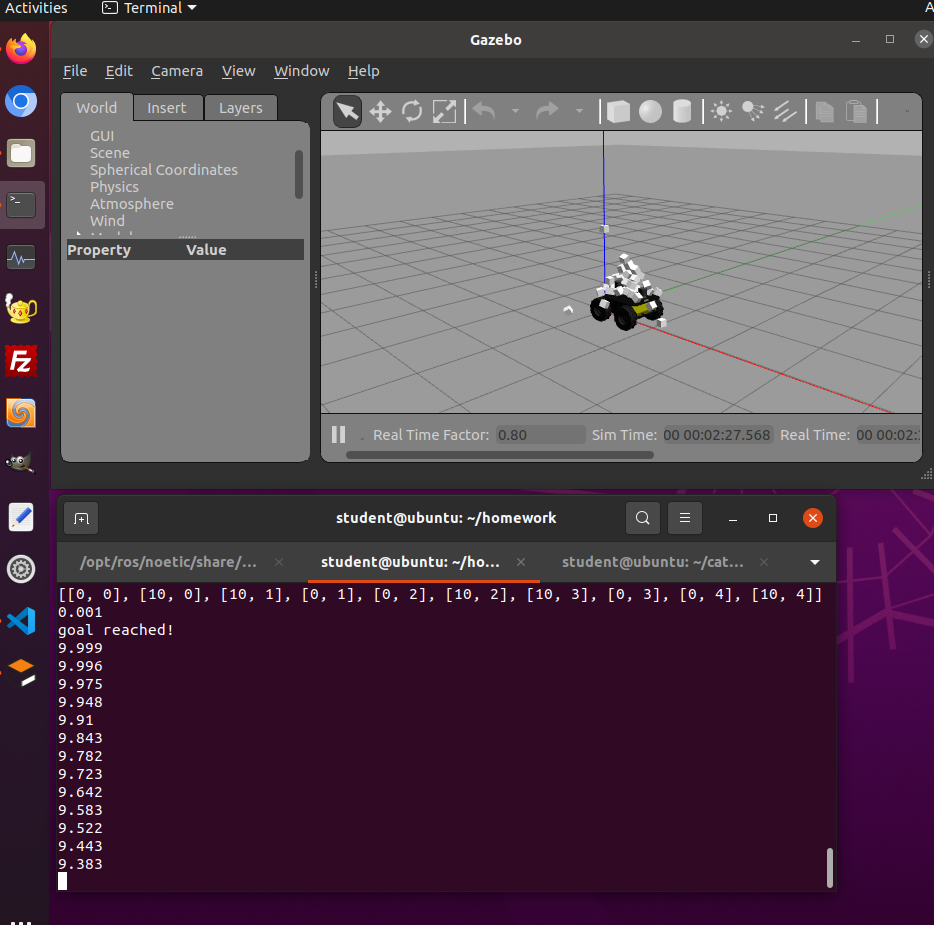 Activities
Terminal
A
Gazebo
File Edit Camera View Window Help
World Insert Layers
GUI
Scene
Spherical Coordinates
Physics
Atmosphere
Wind
Property Value
Real Time Factor: 0.80 Sim Time: 00 00:02:27.568 Real Time: 00 00:02:
student@ubuntu: ~/homework
/opt/ros/noetic/share/... student@ubuntu: ~/ho... student@ubuntu: ~/cat...
[[0, 0], [10, 0], [10, 1], [0, 1], [0, 2], [10, 2], [10, 3], [0, 3], [0, 4], [10, 4]]
0.001
goal reached!
9.999
9.996
9.975
9.948
9.91
9.843
9.782
9.723
9.642
9.583
9.522
9.443
9.383
Fz